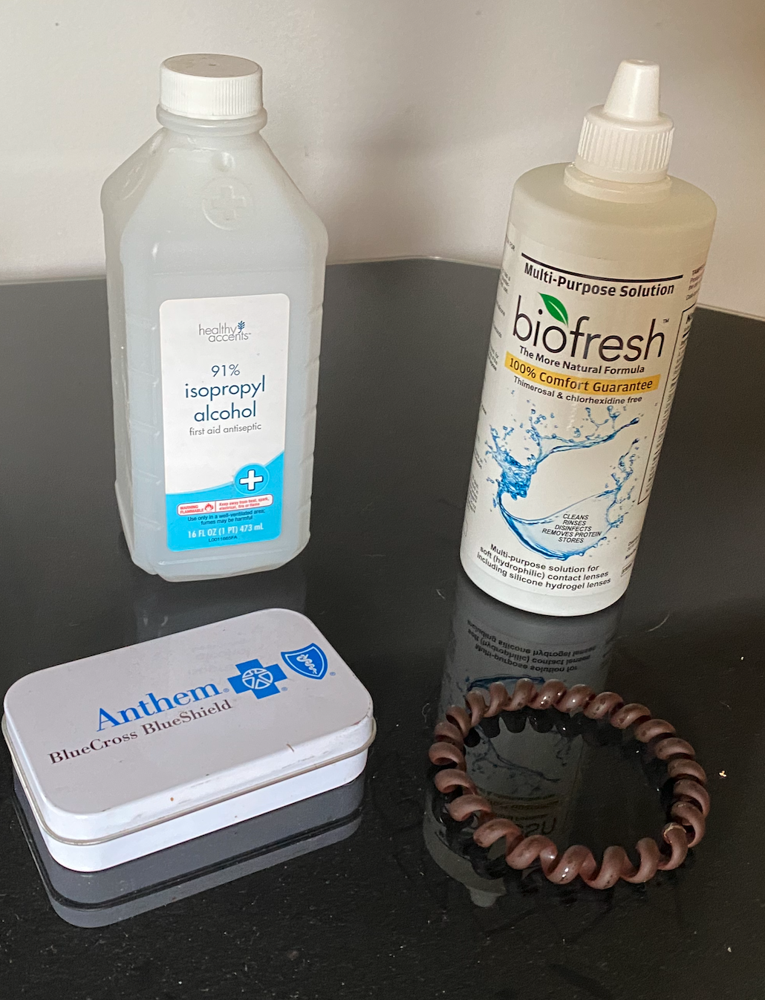 healthy
accents™
91%
isopropyl
alcohol
first aid antiseptic
WARNING
FLAMMABLE
Keep away from heat, spark,
electrical, fire or flame
Use only in a well-ventilated area;
fumes may be harmful
16 FL OZ (1 PT) 473 mL
Multi-Purpose Solution
biofresh™
The More Natural Formula
100% Comfort Guarantee
Thimerosal & chlorhexidine free
CLEANS
RINSES
DISINFECTS
REMOVES PROTEIN
STORES
Multi-purpose solution for
soft (hydrophilic) contact lenses
including silicone hydrogel lenses
Anthem®
BlueCross BlueShield